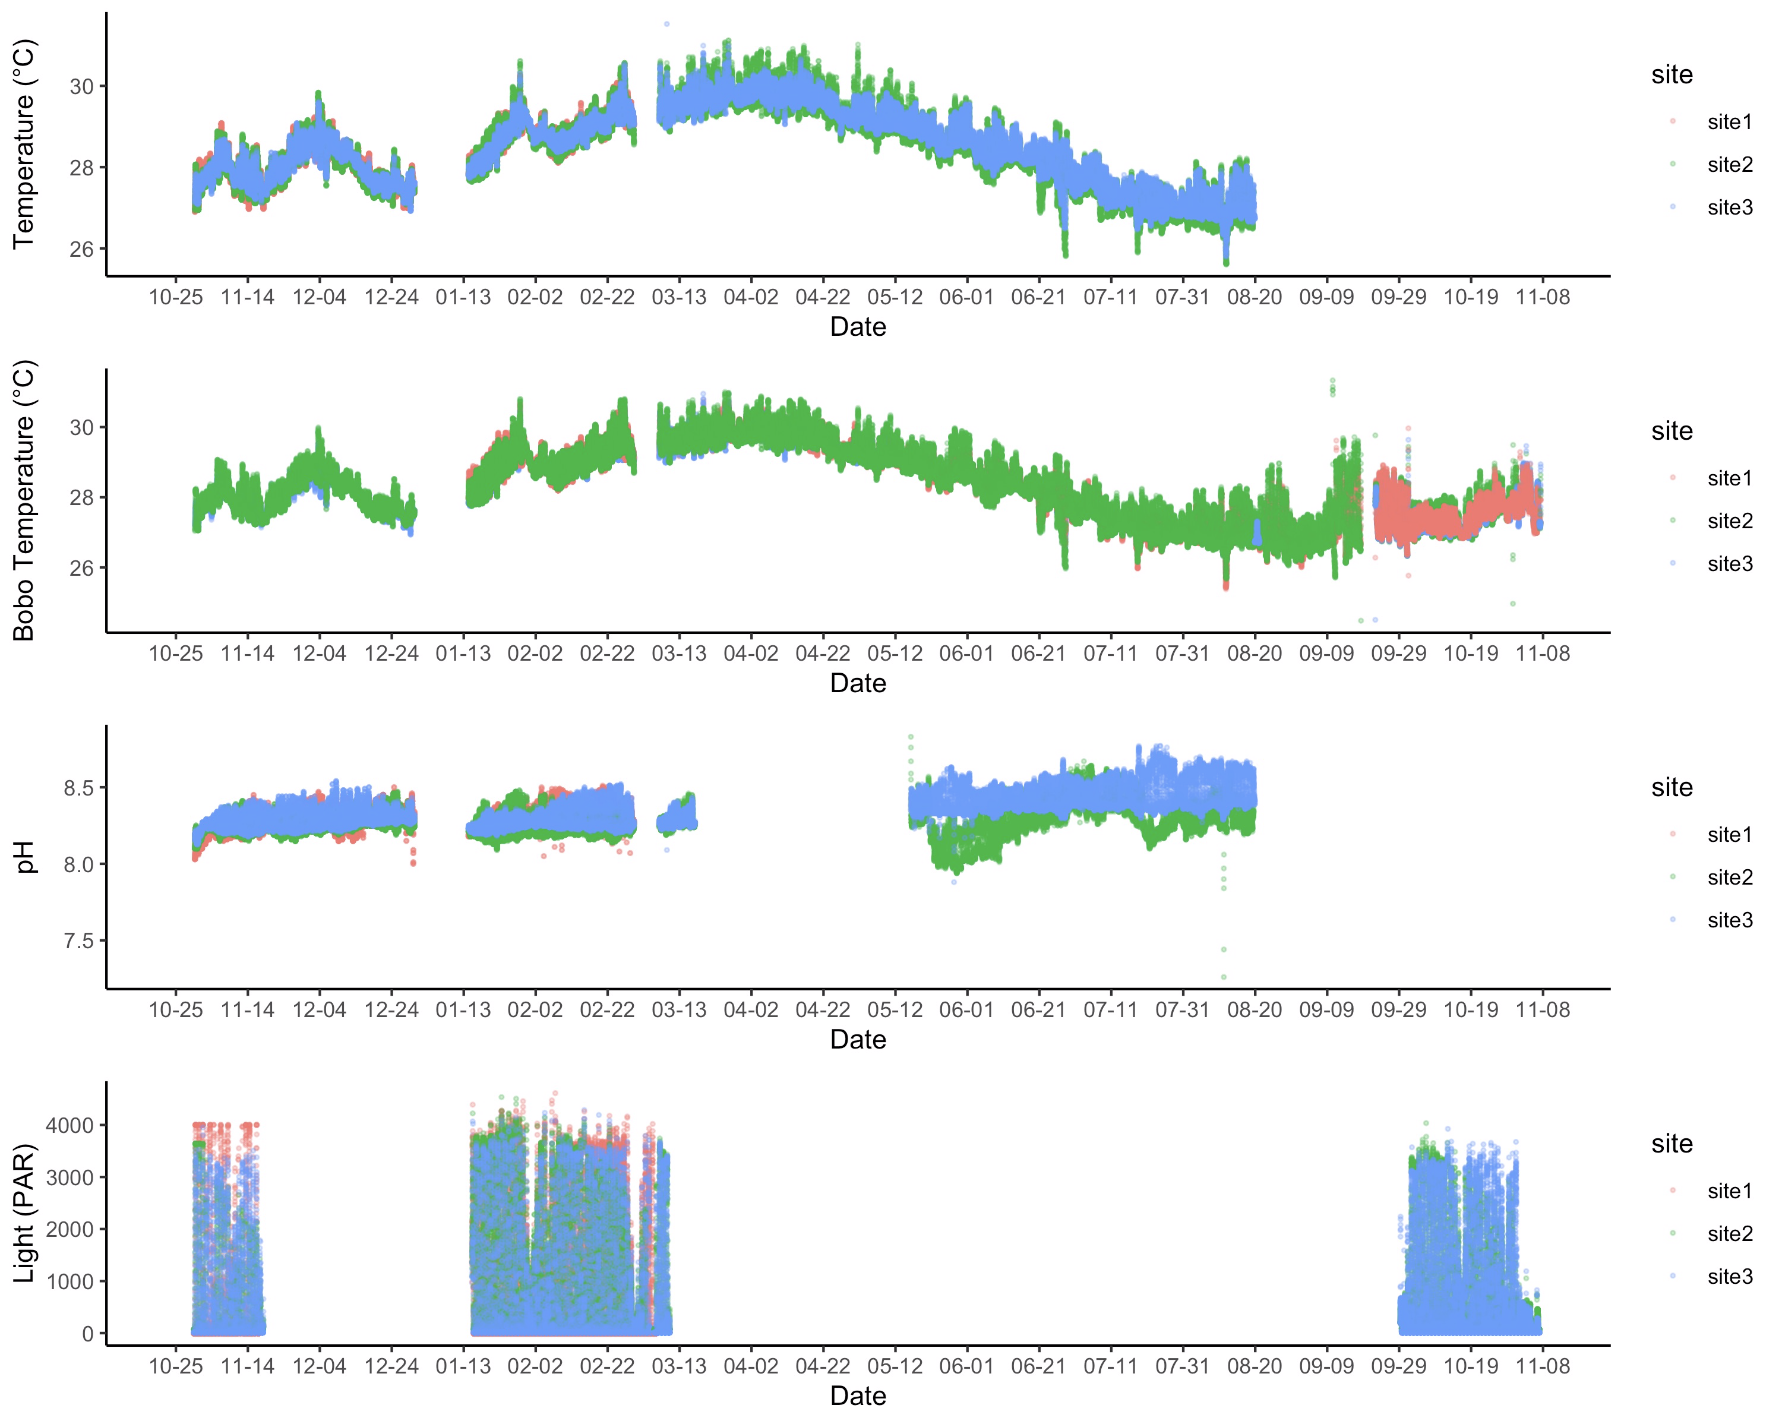 Temperature (°C)
30
28
26
10-25 11-14 12-04 12-24 01-13 02-02 02-22 03-13 04-02 04-22 05-12 06-01 06-21 07-11 07-31 08-20 09-09 09-29 10-19 11-08
Date
site
site1
site2
site3
Bobo Temperature (°C)
30
28
26
10-25 11-14 12-04 12-24 01-13 02-02 02-22 03-13 04-02 04-22 05-12 06-01 06-21 07-11 07-31 08-20 09-09 09-29 10-19 11-08
Date
site
site1
site2
site3
pH
8.5
8.0
7.5
10-25 11-14 12-04 12-24 01-13 02-02 02-22 03-13 04-02 04-22 05-12 06-01 06-21 07-11 07-31 08-20 09-09 09-29 10-19 11-08
Date
site
site1
site2
site3
Light (PAR)
4000
3000
2000
1000
0
10-25 11-14 12-04 12-24 01-13 02-02 02-22 03-13 04-02 04-22 05-12 06-01 06-21 07-11 07-31 08-20 09-09 09-29 10-19 11-08
Date
site
site1
site2
site3